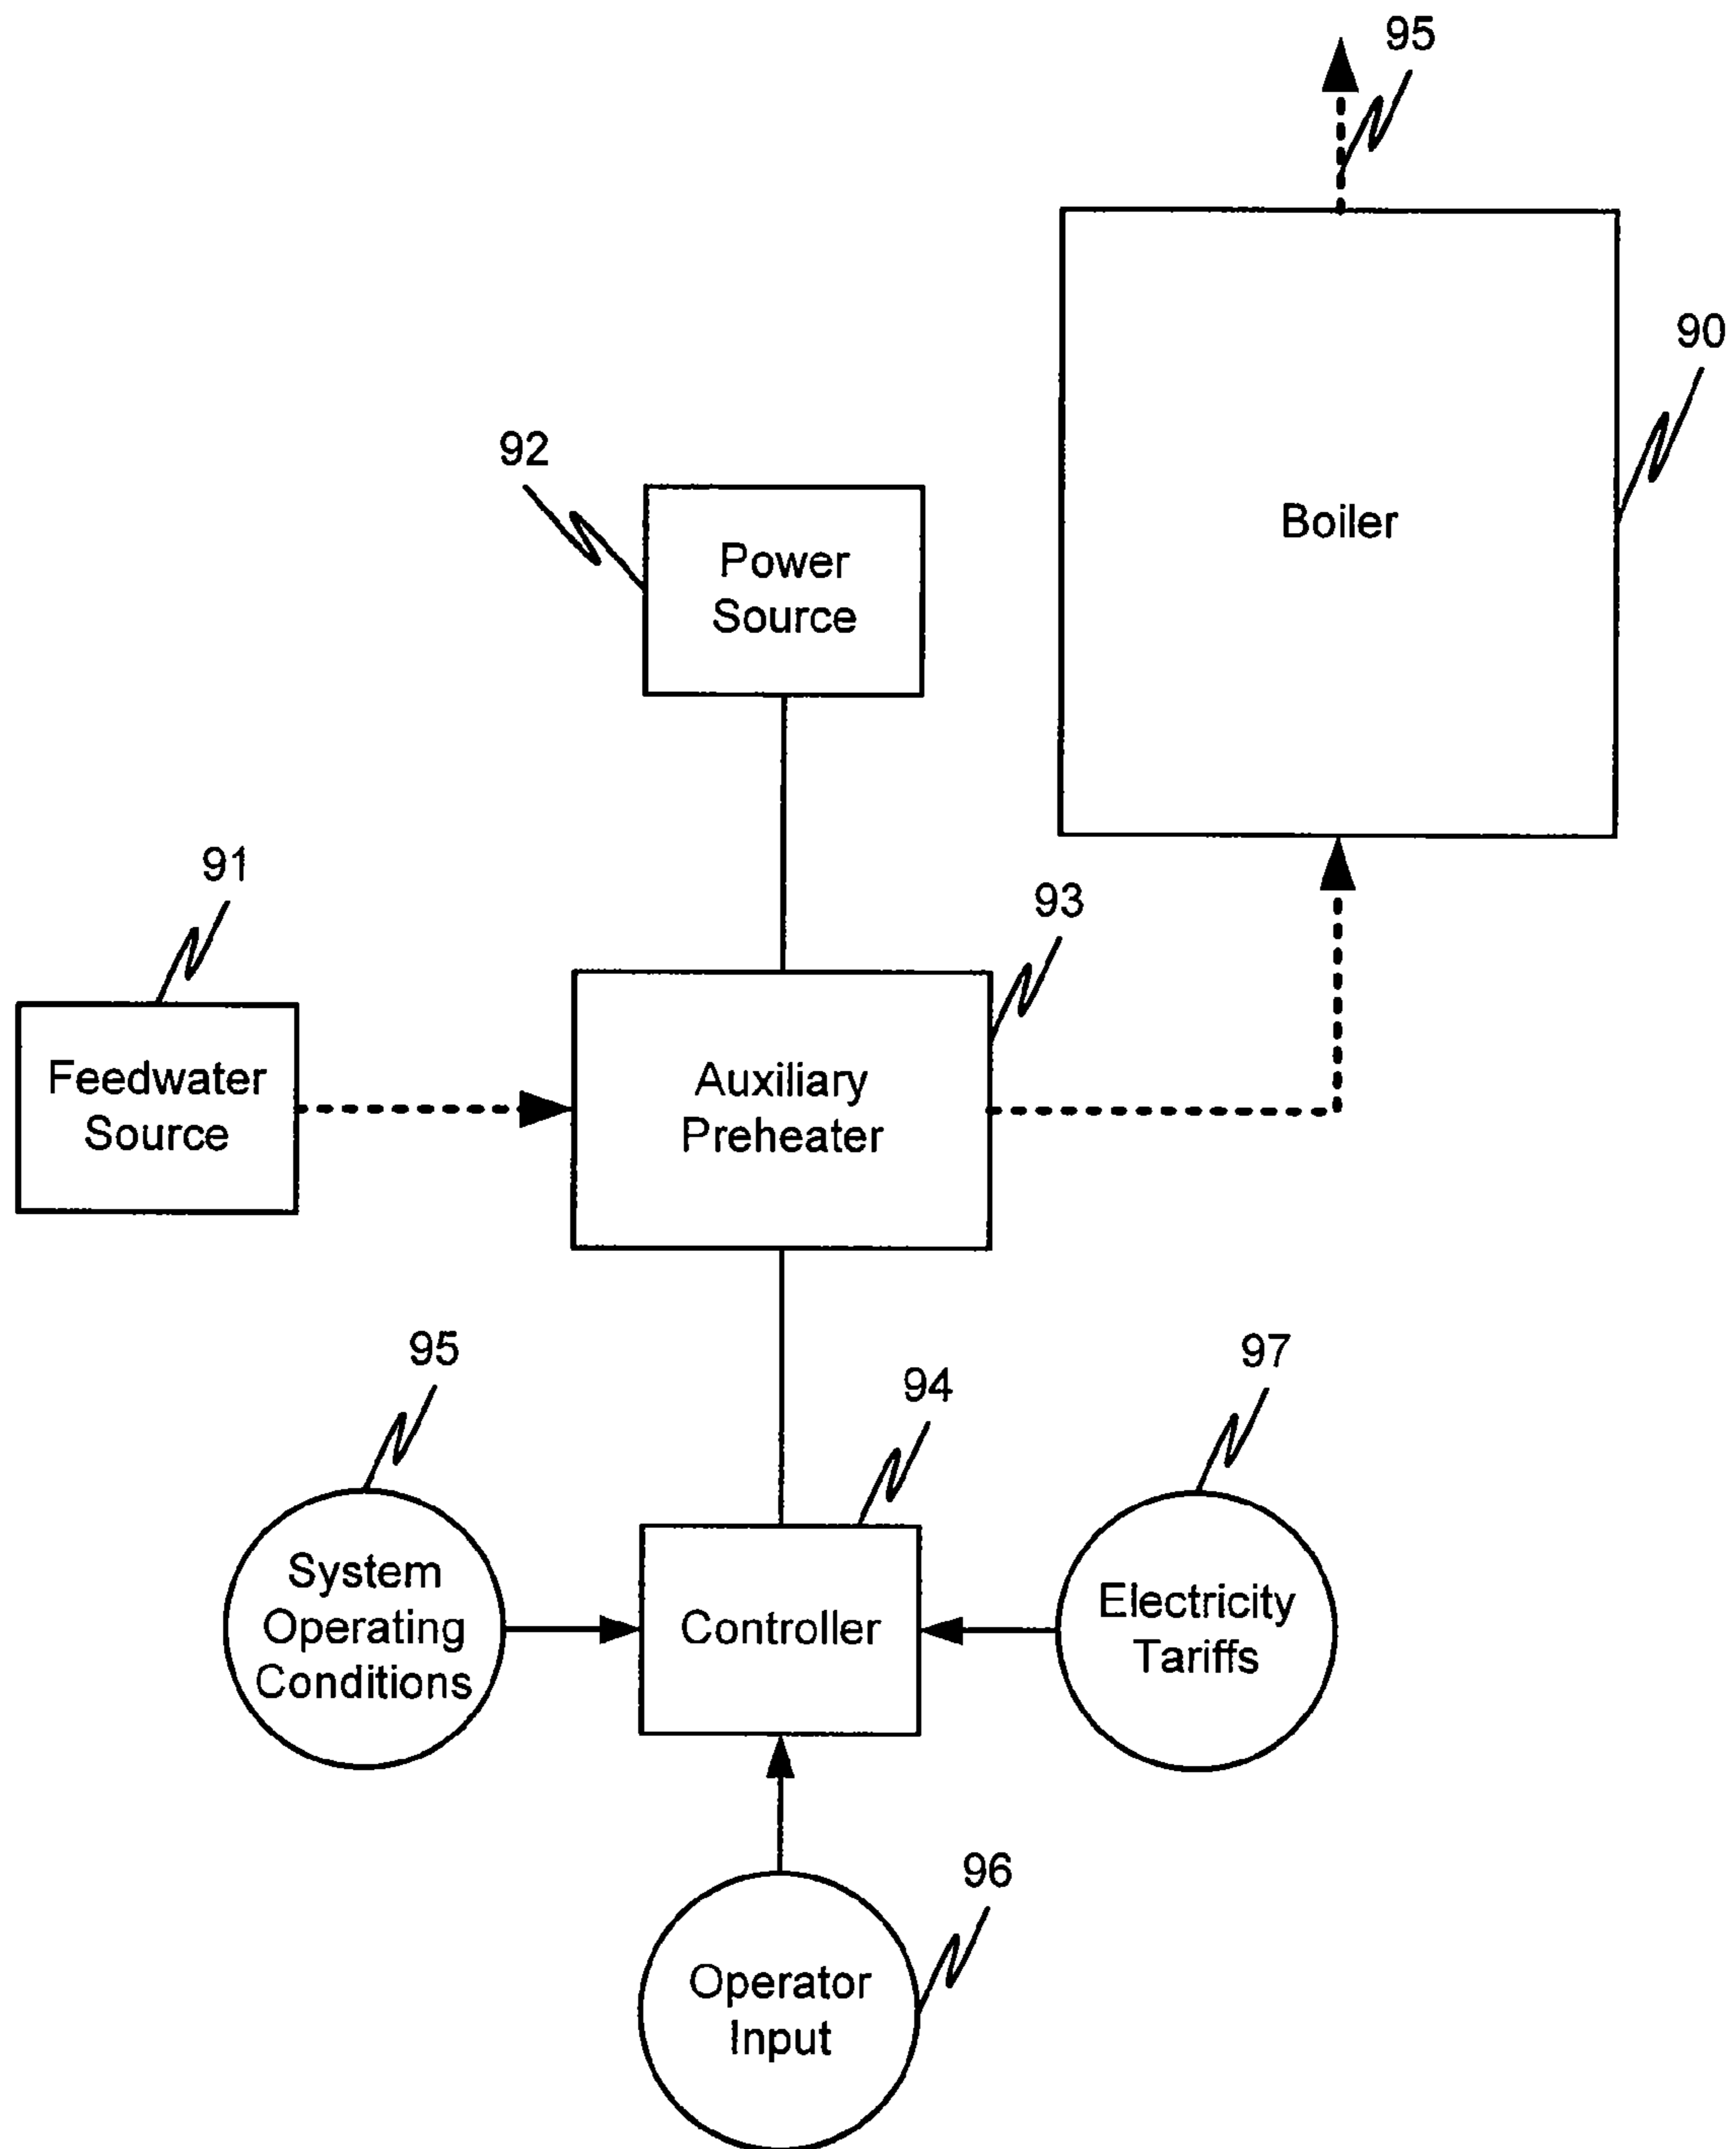 95
90
Boiler
92
Power
Source
91
93
Feedwater
Source
Auxiliary
Preheater
95
94
97
System
Operating
Conditions
Controller
Electricity
Tariffs
96
Operator
Input